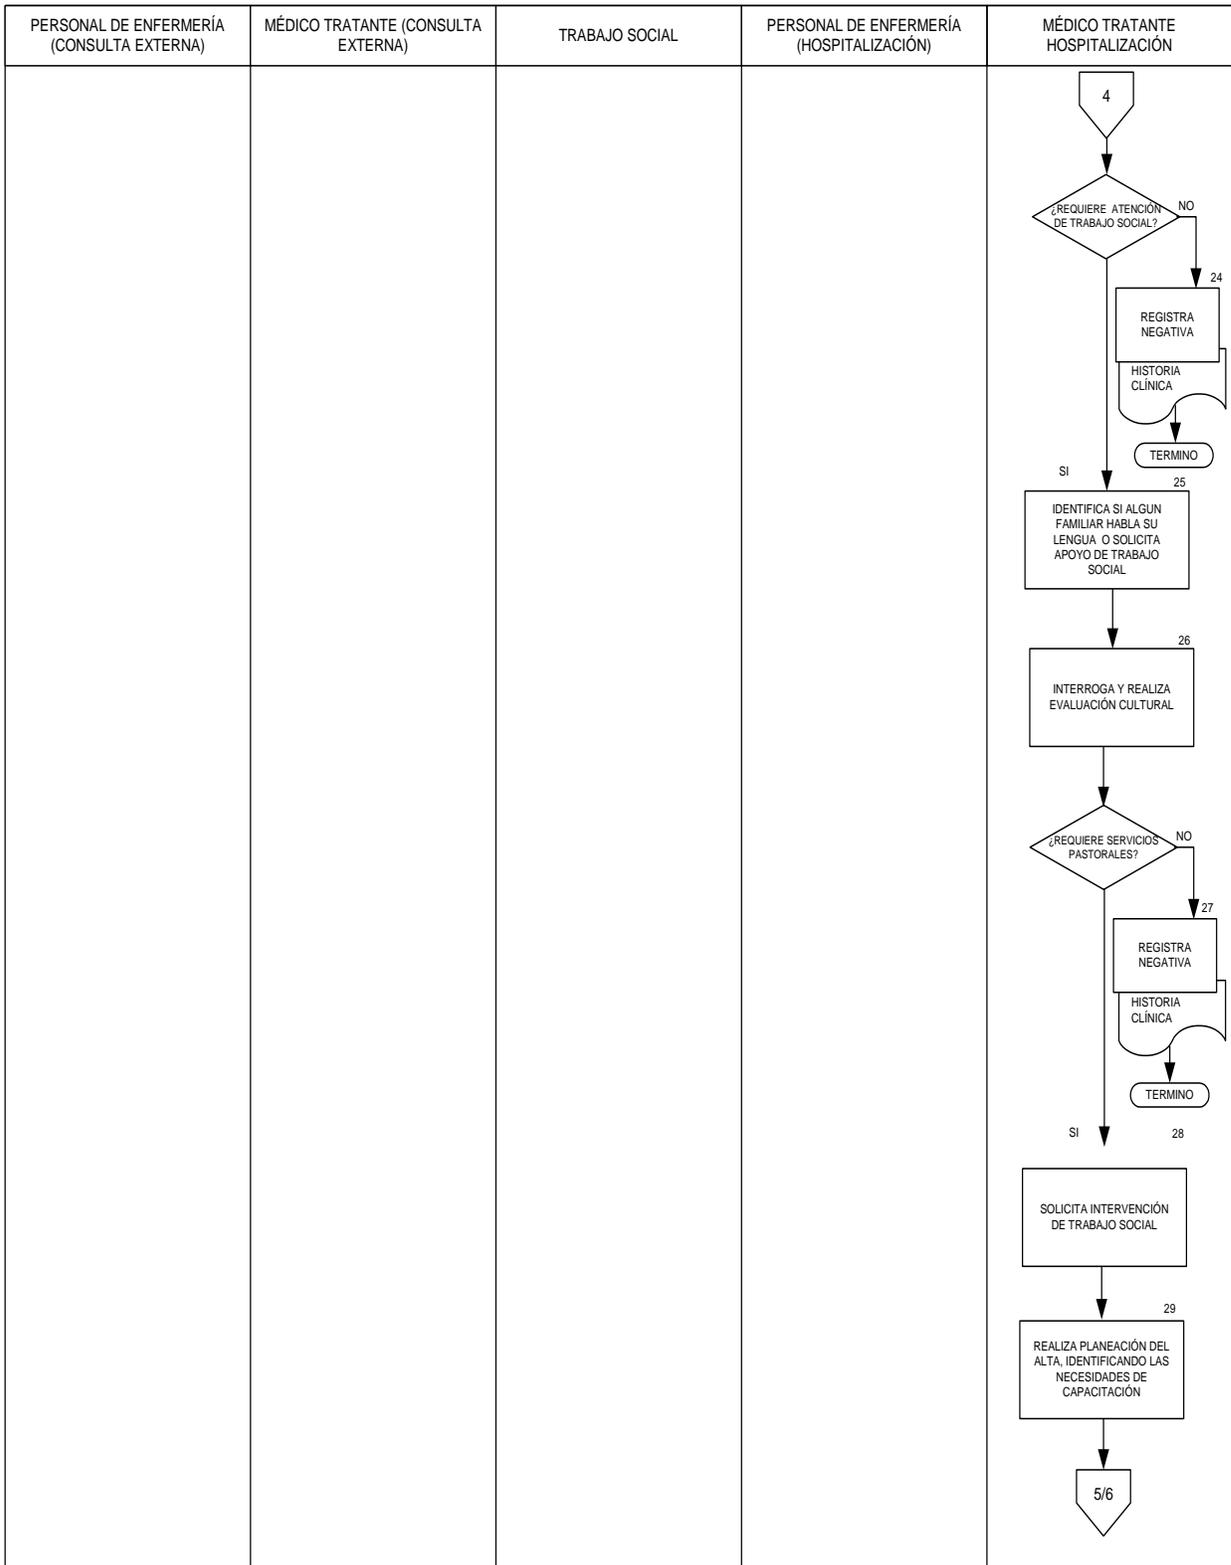 PERSONAL DE ENFERMERÍA
(CONSULTA EXTERNA)
MÉDICO TRATANTE (CONSULTA
EXTERNA)
TRABAJO SOCIAL
PERSONAL DE ENFERMERÍA
(HOSPITALIZACIÓN)
MÉDICO TRATANTE
HOSPITALIZACIÓN
4
¿REQUIERE ATENCIÓN
DE TRABAJO SOCIAL?
NO
24
REGISTRA
NEGATIVA
HISTORIA
CLÍNICA
TERMINO
SI
25
IDENTIFICA SI ALGUN
FAMILIAR HABLA SU
LENGUA O SOLICITA
APOYO DE TRABAJO
SOCIAL
26
INTERROGA Y REALIZA
EVALUACIÓN CULTURAL
¿REQUIERE SERVICIOS
PASTORALES?
NO
27
REGISTRA
NEGATIVA
HISTORIA
CLÍNICA
TERMINO
SI
28
SOLICITA INTERVENCIÓN
DE TRABAJO SOCIAL
29
REALIZA PLANEACIÓN DEL
ALTA, IDENTIFICANDO LAS
NECESIDADES DE
CAPACITACIÓN
5/6